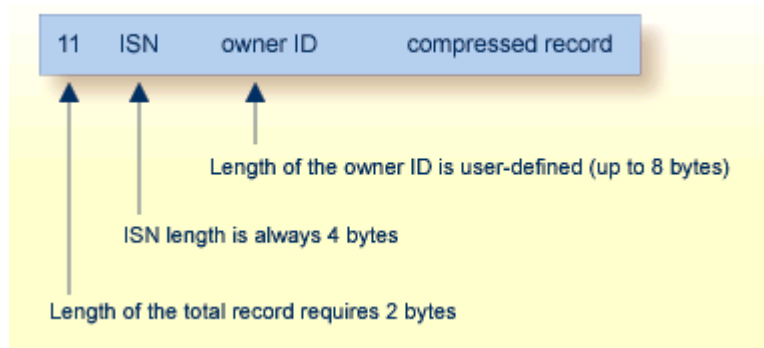 11 ISN owner ID compressed record
Length of the owner ID is user-defined (up to 8 bytes)
ISN length is always 4 bytes
Length of the total record requires 2 bytes